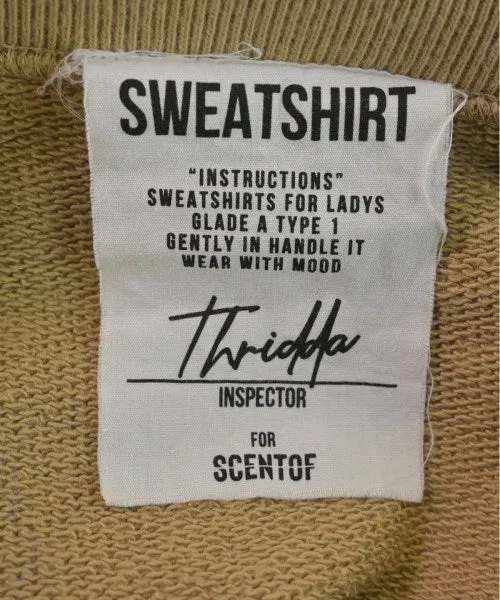 SWEATSHIRT
“INSTRUCTIONS”
SWEATSHIRTS FOR LADYS
GLADE A TYPE 1
GENTLY IN HANDLE IT
WEAR WITH MOOD
Thridda
INSPECTOR
FOR
SCENTOF